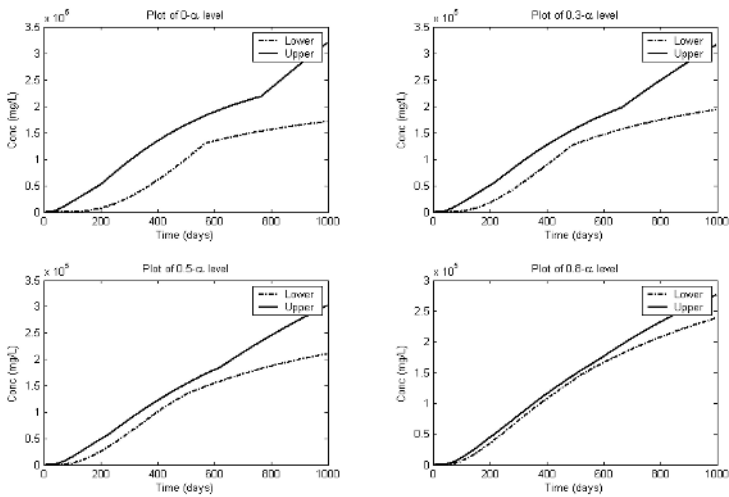 x 10^5
Plot of 0-α level
3.5
3
2.5
2
1.5
1
0.5
0
Conc (mg/L)
Lower
Upper
0 200 400 600 800 1000
Time (days)
x 10^5
Plot of 0.3-α level
3.5
3
2.5
2
1.5
1
0.5
0
Conc (mg/L)
Lower
Upper
0 200 400 600 800 1000
Time (days)
x 10^5
Plot of 0.5-α level
3.5
3
2.5
2
1.5
1
0.5
0
Conc (mg/L)
Lower
Upper
0 200 400 600 800 1000
Time (days)
x 10^5
Plot of 0.8-α level
3
2.5
2
1.5
1
0.5
0
Conc (mg/L)
Lower
Upper
0 200 400 600 800 1000
Time (days)